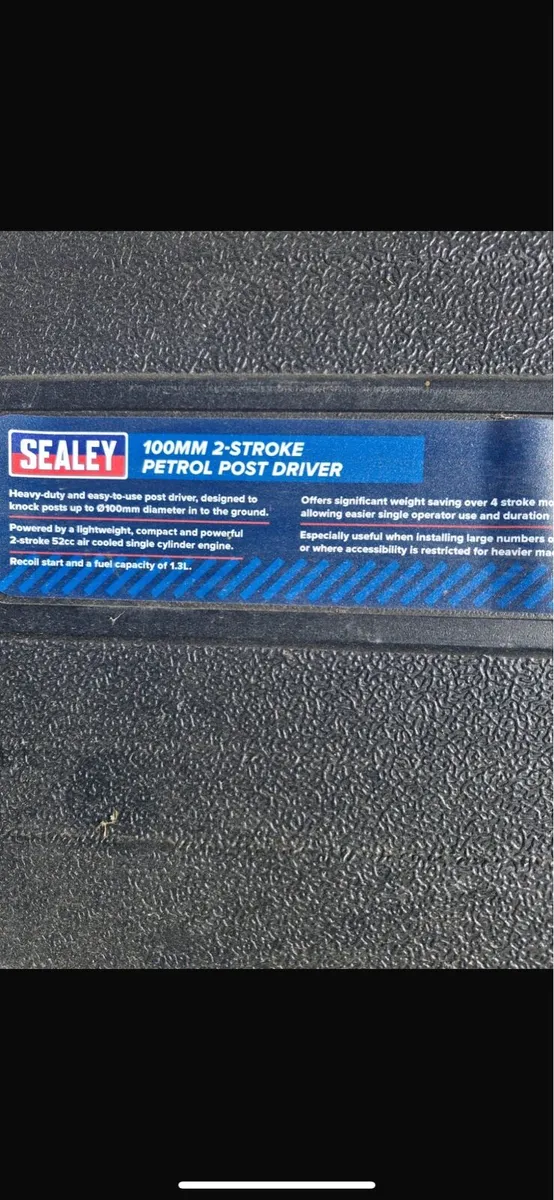 SEALEY
100MM 2-STROKE
PETROL POST DRIVER
Heavy-duty and easy-to-use post driver, designed to
knock posts up to Ø100mm diameter in to the ground.
Powered by a lightweight, compact and powerful
2-stroke 52cc air cooled single cylinder engine.
Recoil start and a fuel capacity of 1.3L.
Offers significant weight saving over 4 stroke
allowing easier single operator use and duration
Especially useful when installing large numbers
or where accessibility is restricted for heavier